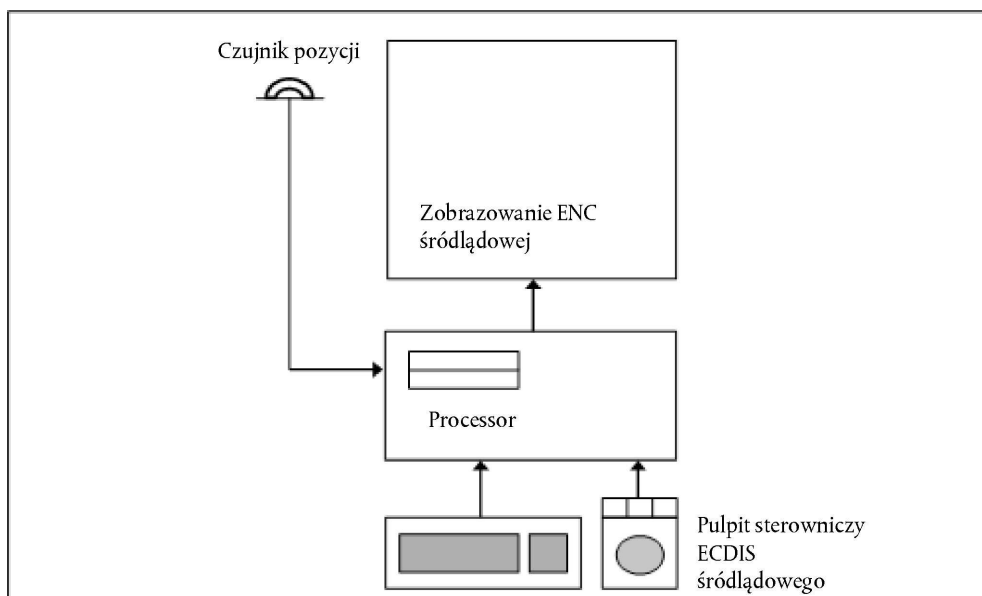 Czujnik pozycji
Zobrazowanie ENC
śródlądowej
Processor
Pulpit sterowniczy
ECDIS
śródlądowego